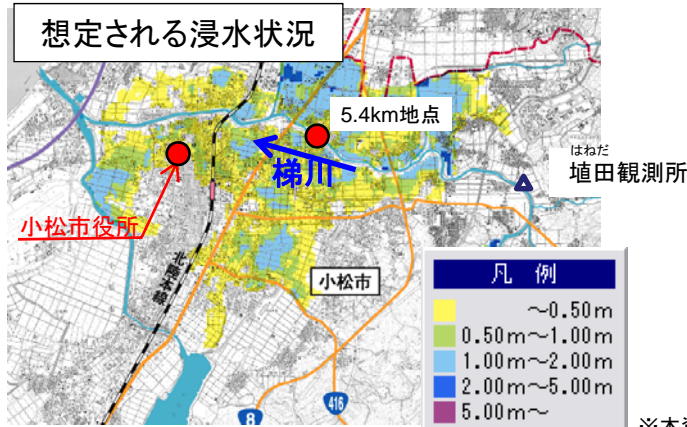 想定される浸水状況
5.4km地点
はねだ
埴田観測所
梯川
小松市役所
北陸本線
小松市
凡例
～0.50m
0.50m～1.00m
1.00m～2.00m
2.00m～5.00m
5.00m～
8
416